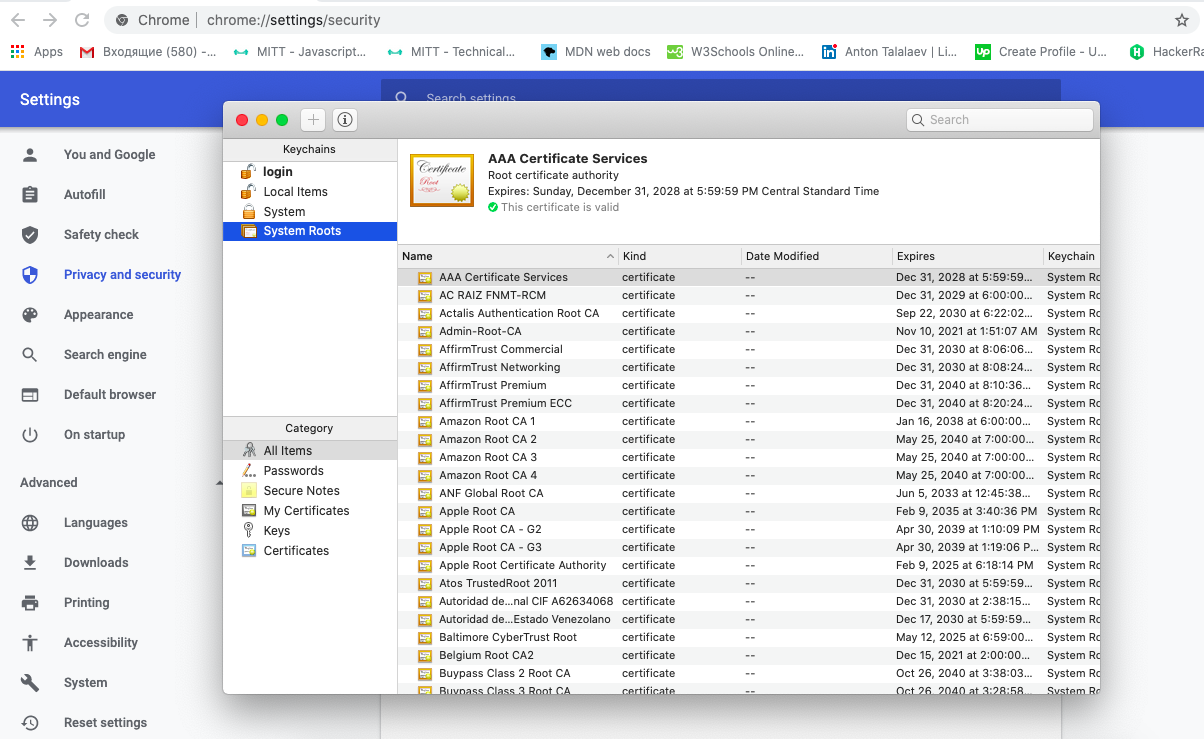 Chrome | chrome://settings/security
Apps
Входящие (580) -...
MITT - Javascript...
MITT - Technical...
MDN web docs
W3Schools Online...
Anton Talalaev | Li...
Create Profile - U...
HackerRa
Settings
Search settings
You and Google
Autofill
Safety check
Privacy and security
Appearance
Search engine
Default browser
On startup
Advanced
Languages
Downloads
Printing
Accessibility
System
Reset settings
Search
Keychains
login
Local Items
System
System Roots
Category
All Items
Passwords
Secure Notes
My Certificates
Keys
Certificates
Certificate
Root
AAA Certificate Services
Root certificate authority
Expires: Sunday, December 31, 2028 at 5:59:59 PM Central Standard Time
This certificate is valid
Name Kind Date Modified Expires Keychain
AAA Certificate Services certificate -- Dec 31, 2028 at 5:59:59... System Ro
AC RAIZ FNMT-RCM certificate -- Dec 31, 2029 at 6:00:00... System Ro
Actalis Authentication Root CA certificate -- Sep 22, 2030 at 6:22:02... System Ro
Admin-Root-CA certificate -- Nov 10, 2021 at 1:51:07 AM System Ro
AffirmTrust Commercial certificate -- Dec 31, 2030 at 8:06:06... System Ro
AffirmTrust Networking certificate -- Dec 31, 2030 at 8:08:24... System Ro
AffirmTrust Premium certificate -- Dec 31, 2040 at 8:10:36... System Ro
AffirmTrust Premium ECC certificate -- Dec 31, 2040 at 8:20:24... System Ro
Amazon Root CA 1 certificate -- Jan 16, 2038 at 6:00:00... System Ro
Amazon Root CA 2 certificate -- May 25, 2040 at 7:00:00... System Ro
Amazon Root CA 3 certificate -- May 25, 2040 at 7:00:00... System Ro
Amazon Root CA 4 certificate -- May 25, 2040 at 7:00:00... System Ro
ANF Global Root CA certificate -- Jun 5, 2033 at 12:45:38... System Ro
Apple Root CA certificate -- Feb 9, 2035 at 3:40:36 PM System Ro
Apple Root CA - G2 certificate -- Apr 30, 2039 at 1:10:09 PM System Ro
Apple Root CA - G3 certificate -- Apr 30, 2039 at 1:19:06 P... System Ro
Apple Root Certificate Authority certificate -- Feb 9, 2025 at 6:18:14 PM System Ro
Atos TrustedRoot 2011 certificate -- Dec 31, 2030 at 5:59:59... System Ro
Autoridad de...nal CIF A62634068 certificate -- Dec 31, 2030 at 2:38:15... System Ro
Autoridad de...Estado Venezolano certificate -- Dec 17, 2030 at 5:59:59... System Ro
Baltimore CyberTrust Root certificate -- May 12, 2025 at 6:59:00... System Ro
Belgium Root CA2 certificate -- Dec 15, 2021 at 2:00:00... System Ro
Buypass Class 2 Root CA certificate -- Oct 26, 2040 at 3:38:03... System Ro
Buypass Class 3 Root CA certificate -- Oct 26, 2040 at 3:28:58... System Ro